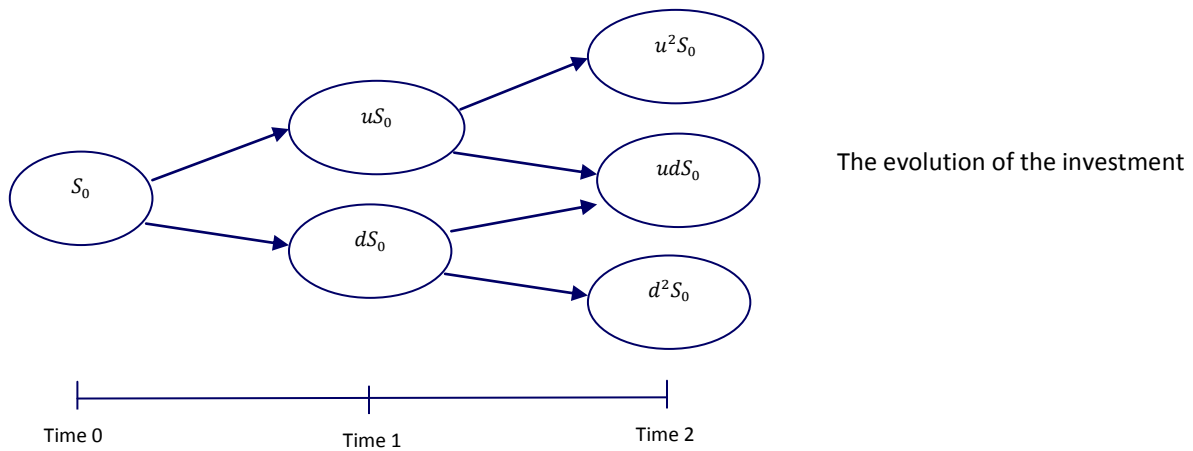 u²S₀
uS₀
The evolution of the investment
udS₀
S₀
dS₀
d²S₀
Time 0
Time 1
Time 2